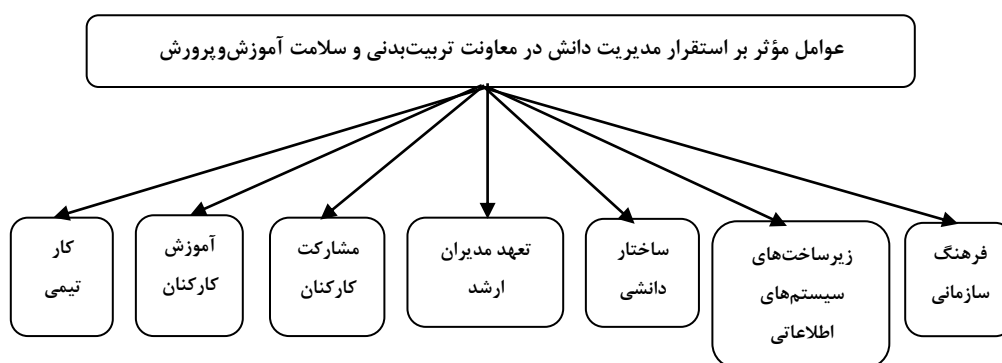 عوامل مؤثر بر استقرار مدیریت دانش در معاونت تربیت‌بدنی و سلامت آموزش‌وپرورش
فرهنگ
سازمانی
زیرساخت‌های
سیستم‌های
اطلاعاتی
ساختار
دانشی
تعهد مدیران
ارشد
مشارکت
کارکنان
آموزش
کارکنان
کار
تیمی